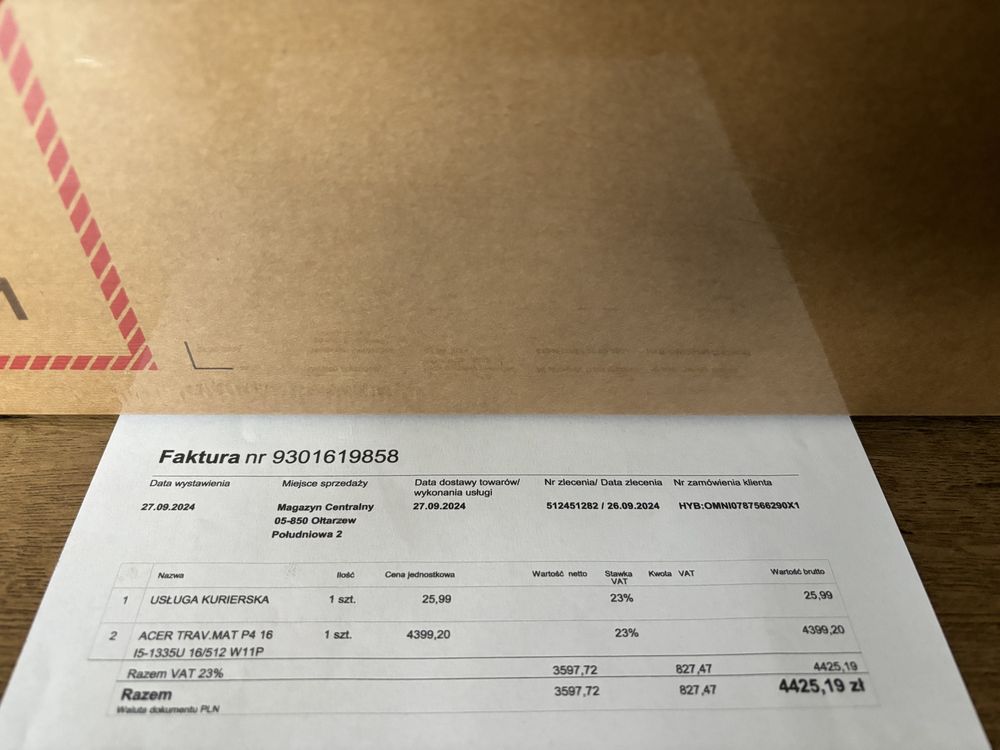 Faktura nr 9301619858
Data wystawienia Miejsce sprzedaży Data dostawy towarów/ wykonania usługi Nr zlecenia/ Data zlecenia Nr zamówienia klienta
27.09.2024 Magazyn Centralny 27.09.2024 512451282 / 26.09.2024 HYB:OMNI0787566290X1
05-850 Ołtarzew
Południowa 2
Nazwa Ilość Cena jednostkowa Wartość netto Stawka VAT Kwota VAT Wartość brutto
1 USŁUGA KURIERSKA 1 szt. 25,99 23% 25,99
2 ACER TRAV.MAT P4 16 1 szt. 4399,20 23% 4399,20
I5-1335U 16/512 W11P
Razem VAT 23% 3597,72 827,47 4425,19
Razem 3597,72 827,47 4425,19 zł
Waluta dokumentu PLN